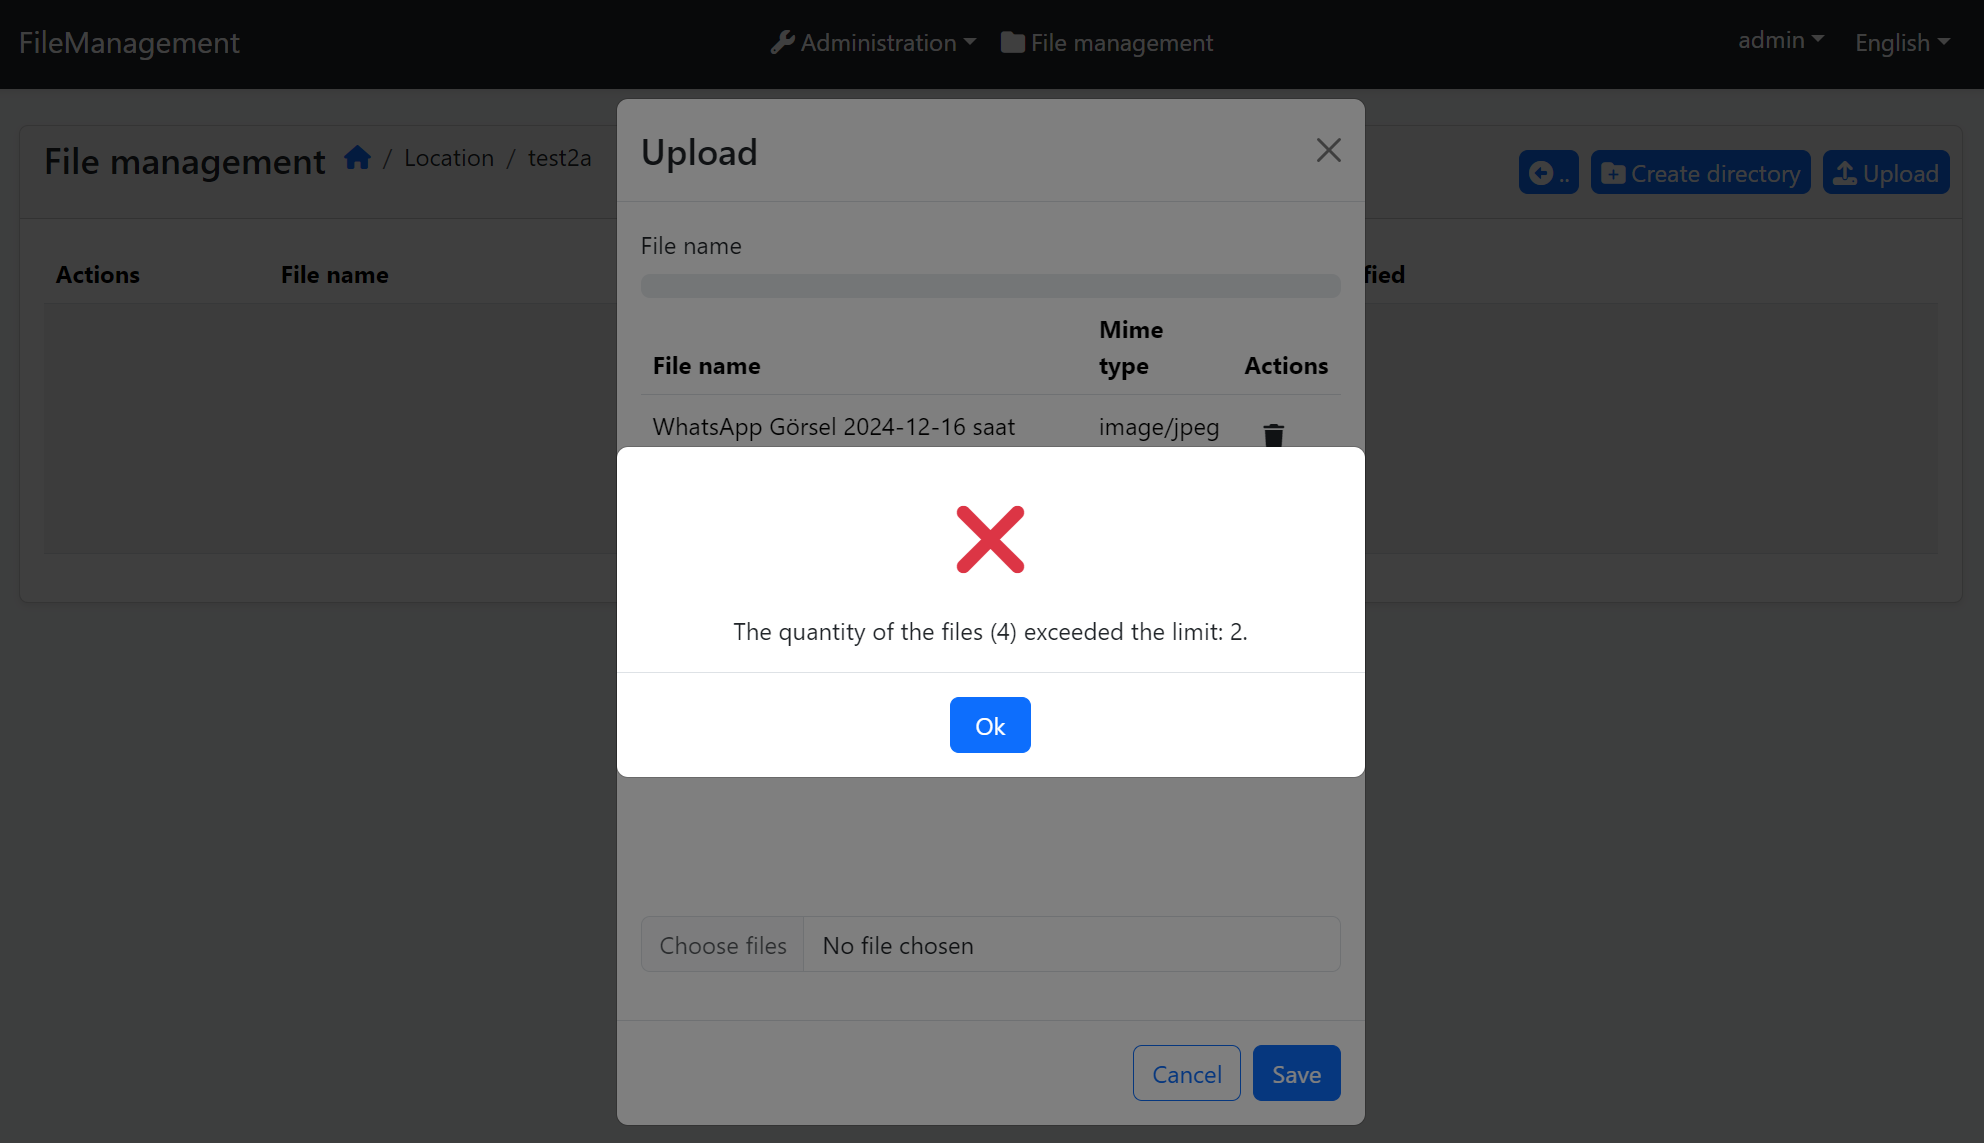 FileManagement
Administration
File management
admin
English
File management / Location / test2a
..
Create directory
Upload
Actions
File name
fied
Upload
File name
File name
Mime
type
Actions
WhatsApp Görsel 2024-12-16 saat
image/jpeg
The quantity of the files (4) exceeded the limit: 2.
Ok
Choose files
No file chosen
Cancel
Save